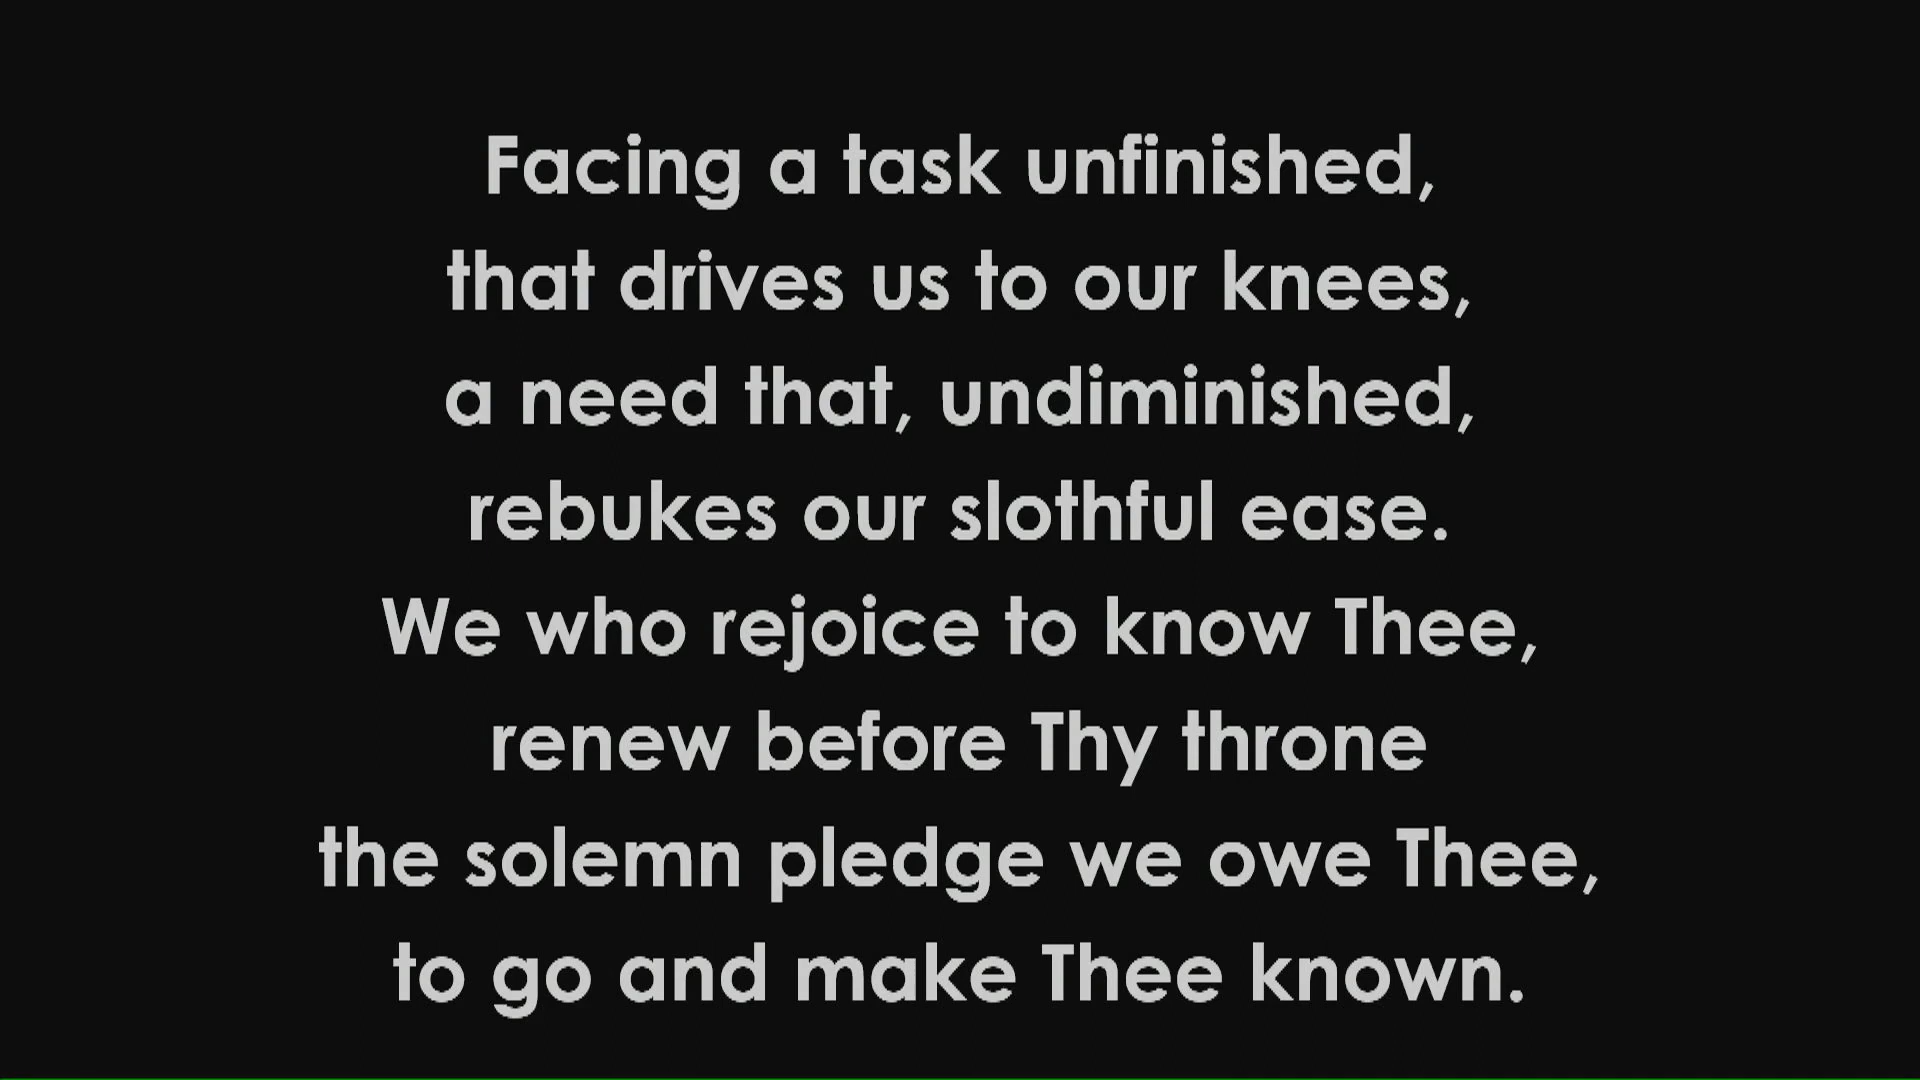 Facing a task unfinished,
that drives us to our knees,
a need that, undiminished,
rebukes our slothful ease.
We who rejoice to know Thee,
renew before Thy throne
the solemn pledge we owe Thee,
to go and make Thee known.